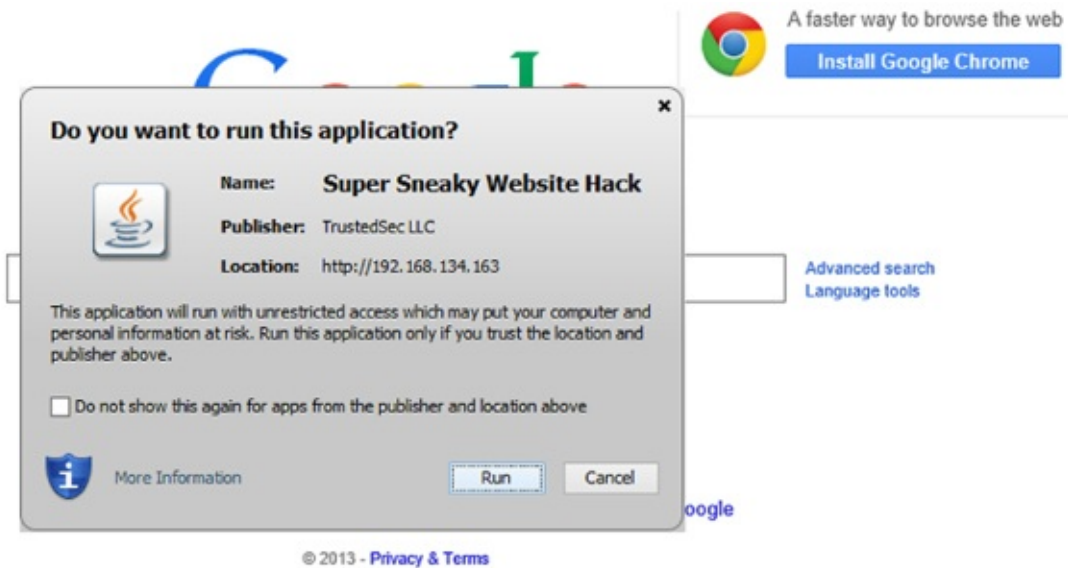 A faster way to browse the web
Install Google Chrome
Do you want to run this application?
Name: Super Sneaky Website Hack
Publisher: TrustedSec LLC
Location: http://192.168.134.163
This application will run with unrestricted access which may put your computer and
personal information at risk. Run this application only if you trust the location and
publisher above.
Do not show this again for apps from the publisher and location above
More Information
Run
Cancel
Advanced search
Language tools
oogle
© 2013 - Privacy & Terms